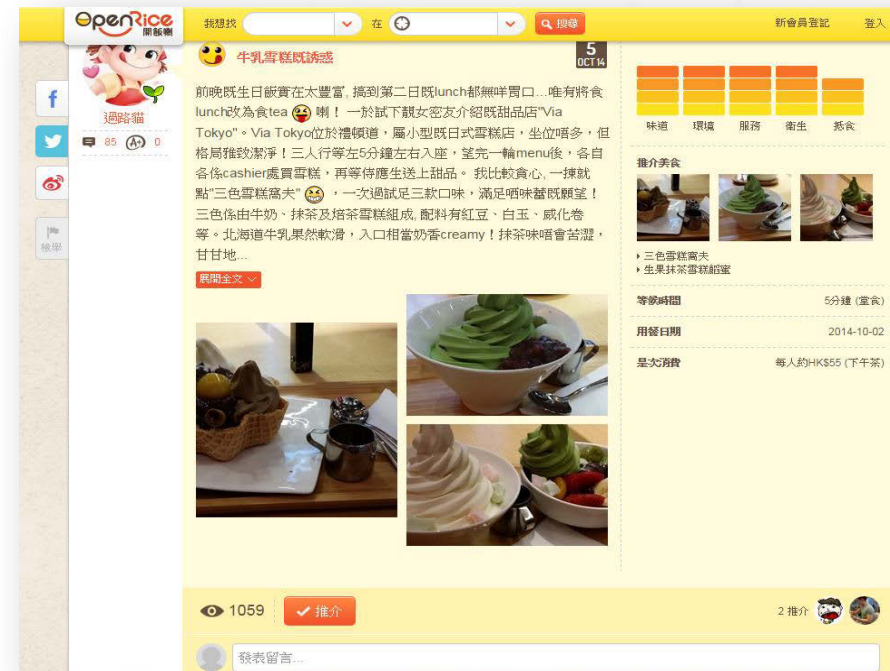 OpenRice
開飯喇
我想找
在
搜尋
新會員登記
登入
牛乳雪糕既誘惑
5
OCT 14
過路貓
85
0
檢舉
前晚既生日飯實在太豐富, 搞到第二日既lunch都無咩胃口...唯有將食
lunch改為食tea 喇！ 一於試下靚女密友介紹既甜品店"Via
Tokyo"。Via Tokyo位於禮頓道，屬小型既日式雪糕店，坐位唔多，但
格局雅致潔淨！三人行等左5分鐘左右入座，望完一輪menu後，各自
各係cashier處買雪糕，再等侍應生送上甜品。 我比較貪心, 一揀就
點"三色雪糕窩夫" ，一次過試足三款口味，滿足哂味蕾既願望！
三色係由牛奶、抹茶及焙茶雪糕組成, 配料有紅豆、白玉、威化卷
等。北海道牛乳果然軟滑，入口相當奶香creamy！抹茶味唔會苦澀，
甘甘地...
展開全文
味道
環境
服務
衛生
抵食
推介美食
三色雪糕窩夫
生果抹茶雪糕餡蜜
等候時間
5分鐘 (堂食)
用餐日期
2014-10-02
是次消費
每人約HK$55 (下午茶)
1059
推介
2 推介
發表留言...